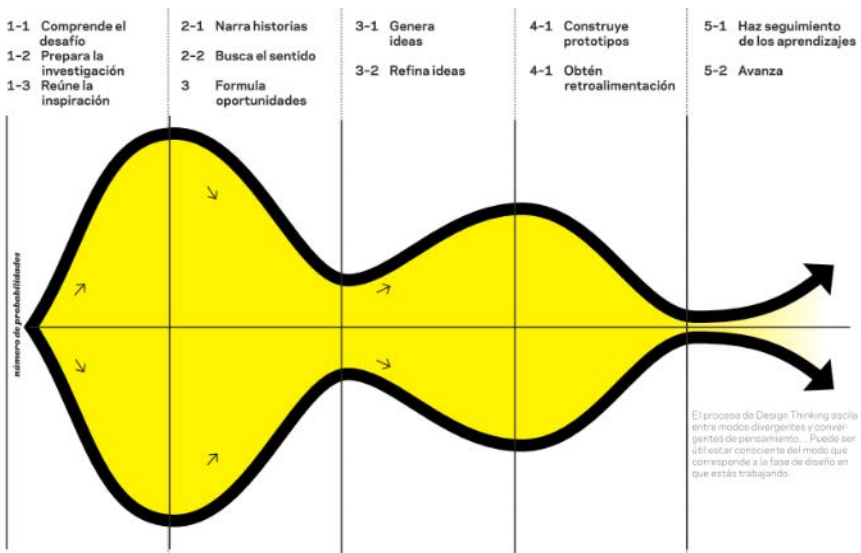 1-1 Comprende el
desafío
1-2 Prepara la
investigación
1-3 Reúne la
inspiración
2-1 Narra historias
2-2 Busca el sentido
3 Formula
oportunidades
3-1 Genera
ideas
3-2 Refina ideas
4-1 Construye
prototipos
4-1 Obtén
retroalimentación
5-1 Haz seguimiento
de los aprendizajes
5-2 Avanza
número de probabilidades
El proceso de Design Thinking oscila
entre modos divergentes y conver-
gentes de pensamiento... Puede ser
útil estar consciente del modo que
corresponde a la fase de diseño en
que estás trabajando.